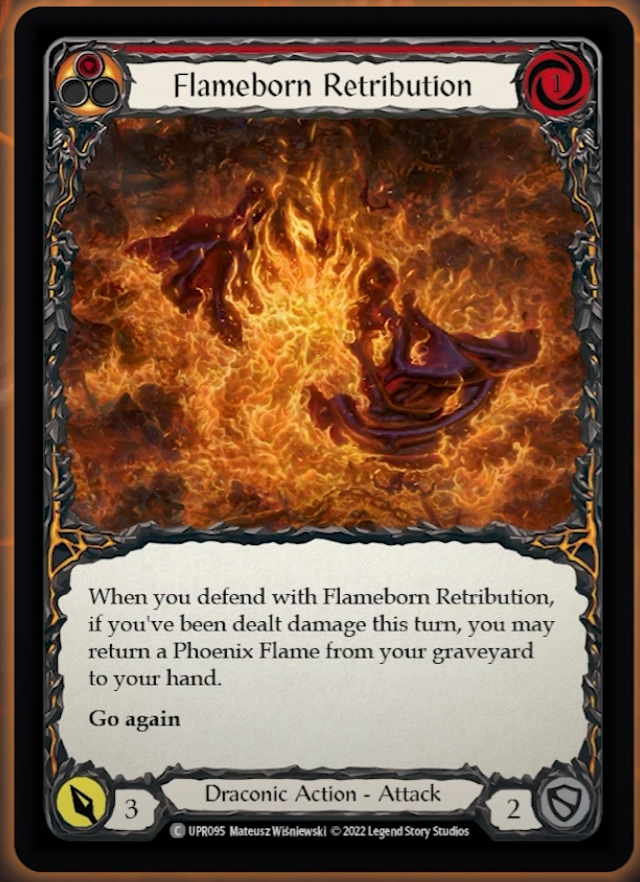 Flameborn Retribution
1
When you defend with Flameborn Retribution,
if you've been dealt damage this turn, you may
return a Phoenix Flame from your graveyard
to your hand.
Go again
3
Draconic Action - Attack
2
C UPR095 Mateusz Wiśniewski © 2022 Legend Story Studios